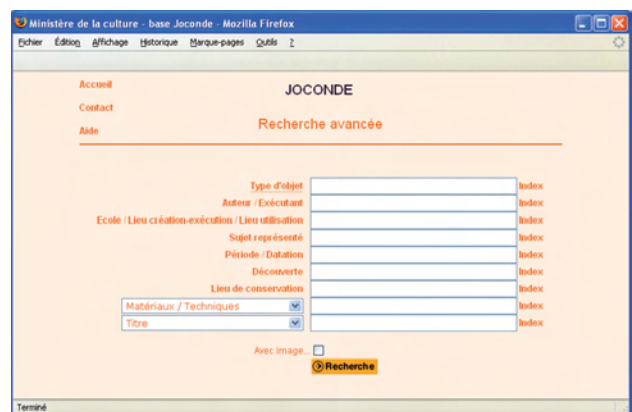 Ministère de la culture - base Joconde - Mozilla Firefox
Fichier Édition Affichage Historique Marque-pages Outils ?
Accueil
JOCONDE
Contact
Recherche avancée
Aide
Type d'objet Index
Auteur / Exécutant Index
Ecole / Lieu création-exécution / Lieu utilisation Index
Sujet représenté Index
Période / Datation Index
Découverte Index
Lieu de conservation Index
Matériaux / Techniques Index
Titre Index
Avec image...
Recherche
Terminé